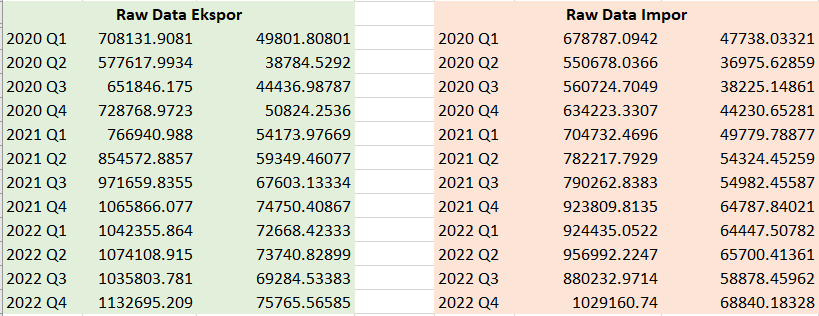 Raw Data Ekspor Raw Data Impor
2020 Q1 708131.9081 49801.80801 2020 Q1 678787.0942 47738.03321
2020 Q2 577617.9934 38784.5292 2020 Q2 550678.0366 36975.62859
2020 Q3 651846.175 44436.98787 2020 Q3 560724.7049 38225.14861
2020 Q4 728768.9723 50824.2536 2020 Q4 634223.3307 44230.65281
2021 Q1 766940.988 54173.97669 2021 Q1 704732.4696 49779.78877
2021 Q2 854572.8857 59349.46077 2021 Q2 782217.7929 54324.45259
2021 Q3 971659.8355 67603.13334 2021 Q3 790262.8383 54982.45587
2021 Q4 1065866.077 74750.40867 2021 Q4 923809.8135 64787.84021
2022 Q1 1042355.864 72668.42333 2022 Q1 924435.0522 64447.50782
2022 Q2 1074108.915 73740.82899 2022 Q2 956992.2247 65700.41361
2022 Q3 1035803.781 69284.53383 2022 Q3 880232.9714 58878.45962
2022 Q4 1132695.209 75765.56585 2022 Q4 1029160.74 68840.18328